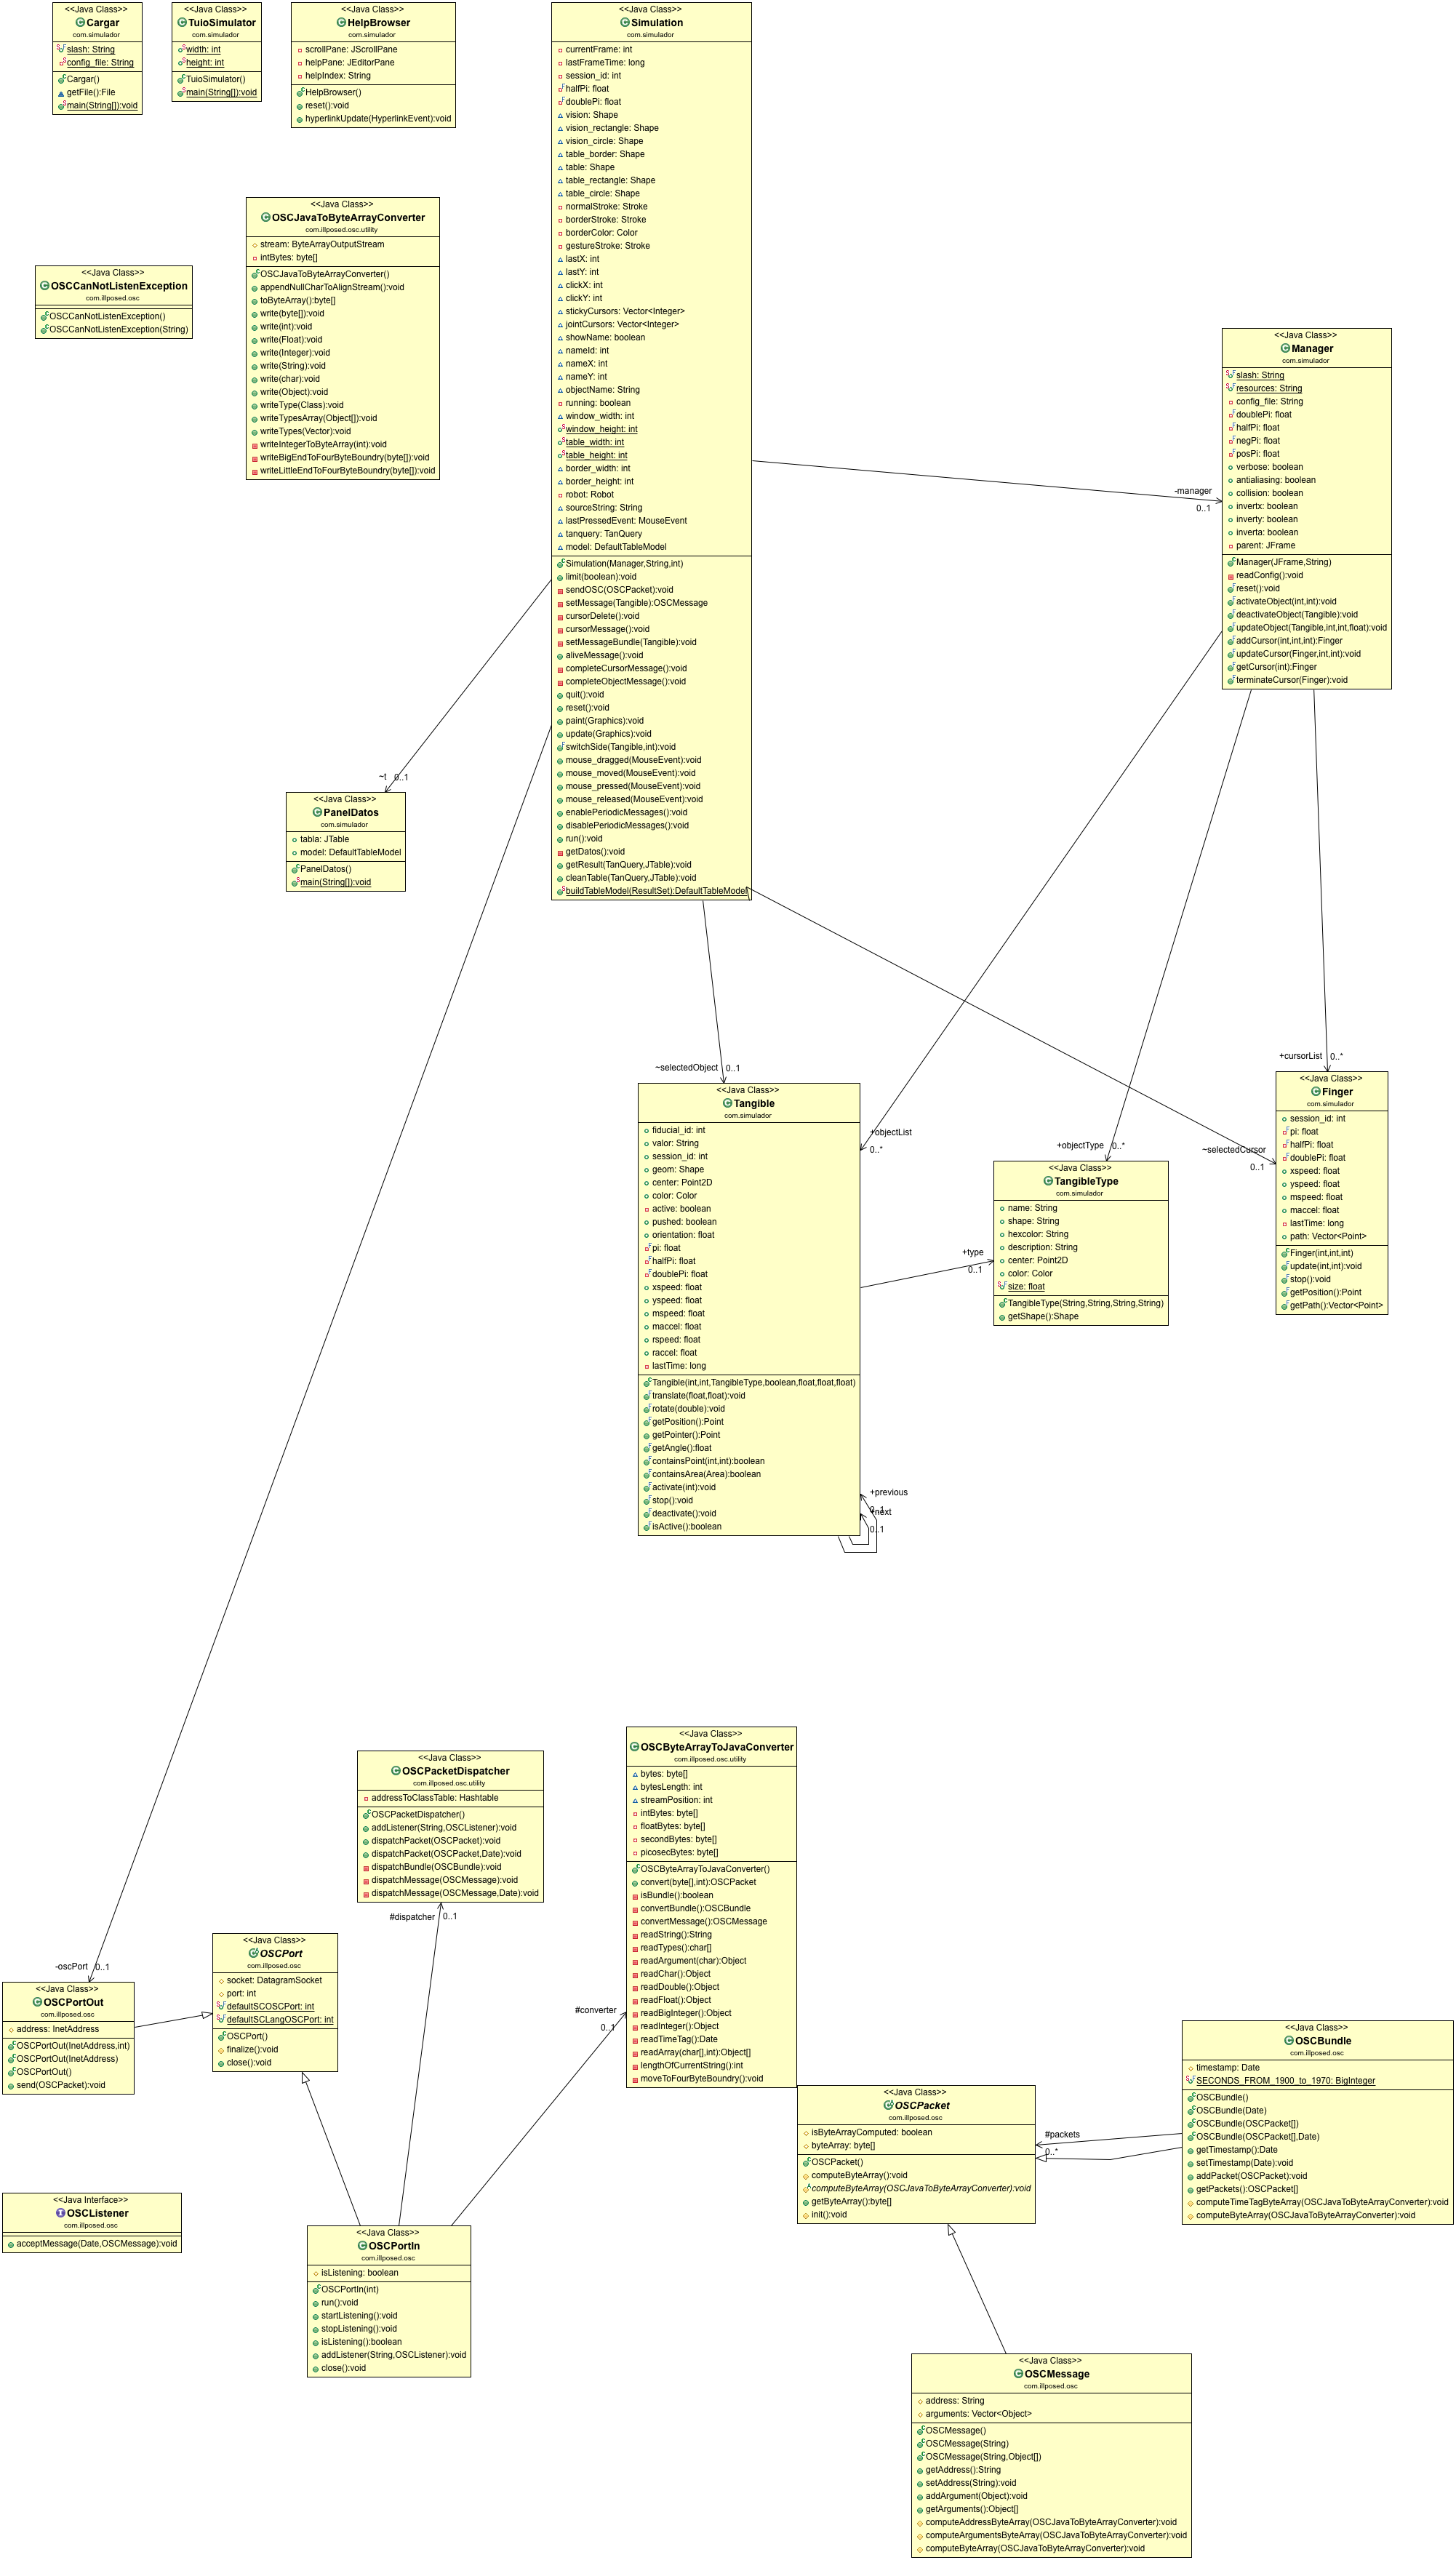 <<Java Class>>
Cargar
com.simulador
slash: String
config_file: String
Cargar()
getFile():File
main(String[]):void
<<Java Class>>
TuioSimulator
com.simulador
width: int
height: int
TuioSimulator()
main(String[]):void
<<Java Class>>
HelpBrowser
com.simulador
scrollPane: JScrollPane
helpPane: JEditorPane
helpIndex: String
HelpBrowser()
reset():void
hyperlinkUpdate(HyperlinkEvent):void
<<Java Class>>
Simulation
com.simulador
currentFrame: int
lastFrameTime: long
session_id: int
halfPi: float
doublePi: float
vision: Shape
vision_rectangle: Shape
vision_circle: Shape
table_border: Shape
table: Shape
table_rectangle: Shape
table_circle: Shape
normalStroke: Stroke
borderStroke: Stroke
borderColor: Color
gestureStroke: Stroke
lastX: int
lastY: int
clickX: int
clickY: int
stickyCursors: Vector<Integer>
jointCursors: Vector<Integer>
showName: boolean
nameId: int
nameX: int
nameY: int
objectName: String
running: boolean
window_width: int
window_height: int
table_width: int
table_height: int
border_width: int
border_height: int
robot: Robot
sourceString: String
lastPressedEvent: MouseEvent
tanquery: TanQuery
model: DefaultTableModel
Simulation(Manager,String,int)
limit(boolean):void
sendOSC(OSCPacket):void
setMessage(Tangible):OSCMessage
cursorDelete():void
cursorMessage():void
setMessageBundle(Tangible):void
aliveMessage():void
completeCursorMessage():void
completeObjectMessage():void
quit():void
reset():void
paint(Graphics):void
update(Graphics):void
switchSide(Tangible,int):void
mouse_dragged(MouseEvent):void
mouse_moved(MouseEvent):void
mouse_pressed(MouseEvent):void
mouse_released(MouseEvent):void
enablePeriodicMessages():void
disablePeriodicMessages():void
run():void
getDatos():void
getResult(TanQuery,JTable):void
cleanTable(TanQuery,JTable):void
buildTableModel(ResultSet):DefaultTableModel
<<Java Class>>
OSCJavaToByteArrayConverter
com.illposed.osc.utility
stream: ByteArrayOutputStream
intBytes: byte[]
OSCJavaToByteArrayConverter()
appendNullCharToAlignStream():void
toByteArray():byte[]
write(byte[]):void
write(int):void
write(Float):void
write(Integer):void
write(String):void
write(char):void
write(Object):void
writeType(Class):void
writeTypesArray(Object[]):void
writeTypes(Vector):void
writeIntegerToByteArray(int):void
writeBigEndToFourByteBoundry(byte[]):void
writeLittleEndToFourByteBoundry(byte[]):void
<<Java Class>>
OSCCanNotListenException
com.illposed.osc
OSCCanNotListenException()
OSCCanNotListenException(String)
<<Java Class>>
Manager
com.simulador
slash: String
resources: String
config_file: String
doublePi: float
halfPi: float
negPi: float
posPi: float
verbose: boolean
antialiasing: boolean
collision: boolean
invertx: boolean
inverty: boolean
inverta: boolean
parent: JFrame
Manager(JFrame,String)
readConfig():void
reset():void
activateObject(int,int):void
deactivateObject(Tangible):void
updateObject(Tangible,int,int,float):void
addCursor(int,int,int):Finger
updateCursor(Finger,int,int):void
getCursor(int):Finger
terminateCursor(Finger):void
-manager
0..1
~t 0..1
<<Java Class>>
PanelDatos
com.simulador
tabla: JTable
model: DefaultTableModel
PanelDatos()
main(String[]):void
~selectedObject 0..1
<<Java Class>>
Tangible
com.simulador
fiducial_id: int
valor: String
session_id: int
geom: Shape
center: Point2D
color: Color
active: boolean
pushed: boolean
orientation: float
pi: float
halfPi: float
doublePi: float
xspeed: float
yspeed: float
mspeed: float
maccel: float
rspeed: float
raccel: float
lastTime: long
Tangible(int,int,TangibleType,boolean,float,float,float)
translate(float,float):void
rotate(double):void
getPosition():Point
getPointer():Point
getAngle():float
containsPoint(int,int):boolean
containsArea(Area):boolean
activate(int):void
stop():void
deactivate():void
isActive():boolean
+objectList
0..*
+previous
0..1
+next
0..1
+type
0..1
+objectType 0..*
<<Java Class>>
TangibleType
com.simulador
name: String
shape: String
hexcolor: String
description: String
center: Point2D
color: Color
size: float
TangibleType(String,String,String,String)
getShape():Shape
+cursorList 0..*
~selectedCursor
0..1
<<Java Class>>
Finger
com.simulador
session_id: int
pi: float
halfPi: float
doublePi: float
xspeed: float
yspeed: float
mspeed: float
maccel: float
lastTime: long
path: Vector<Point>
Finger(int,int,int)
update(int,int):void
stop():void
getPosition():Point
getPath():Vector<Point>
<<Java Class>>
OSCPacketDispatcher
com.illposed.osc.utility
addressToClassTable: Hashtable
OSCPacketDispatcher()
addListener(String,OSCListener):void
dispatchPacket(OSCPacket):void
dispatchPacket(OSCPacket,Date):void
dispatchBundle(OSCBundle):void
dispatchMessage(OSCMessage):void
dispatchMessage(OSCMessage,Date):void
#dispatcher 0..1
<<Java Class>>
OSCByteArrayToJavaConverter
com.illposed.osc.utility
bytes: byte[]
bytesLength: int
streamPosition: int
intBytes: byte[]
floatBytes: byte[]
secondBytes: byte[]
picosecBytes: byte[]
OSCByteArrayToJavaConverter()
convert(byte[],int):OSCPacket
isBundle():boolean
convertBundle():OSCBundle
convertMessage():OSCMessage
readString():String
readTypes():char[]
readArgument(char):Object
readChar():Object
readDouble():Object
readFloat():Object
readBigInteger():Object
readInteger():Object
readTimeTag():Date
readArray(char[],int):Object[]
lengthOfCurrentString():int
moveToFourByteBoundry():void
#converter
0..1
-oscPort 0..1
<<Java Class>>
OSCPortOut
com.illposed.osc
address: InetAddress
OSCPortOut(InetAddress,int)
OSCPortOut(InetAddress)
OSCPortOut()
send(OSCPacket):void
<<Java Class>>
OSCPort
com.illposed.osc
socket: DatagramSocket
port: int
defaultSCOSCPort: int
defaultSCLangOSCPort: int
OSCPort()
finalize():void
close():void
<<Java Class>>
OSCBundle
com.illposed.osc
timestamp: Date
SECONDS_FROM_1900_to_1970: BigInteger
OSCBundle()
OSCBundle(Date)
OSCBundle(OSCPacket[])
OSCBundle(OSCPacket[],Date)
getTimestamp():Date
setTimestamp(Date):void
addPacket(OSCPacket):void
getPackets():OSCPacket[]
computeTimeTagByteArray(OSCJavaToByteArrayConverter):void
computeByteArray(OSCJavaToByteArrayConverter):void
#packets
0..*
<<Java Class>>
OSCPacket
com.illposed.osc
isByteArrayComputed: boolean
byteArray: byte[]
OSCPacket()
computeByteArray():void
computeByteArray(OSCJavaToByteArrayConverter):void
getByteArray():byte[]
init():void
<<Java Interface>>
OSCListener
com.illposed.osc
acceptMessage(Date,OSCMessage):void
<<Java Class>>
OSCPortIn
com.illposed.osc
isListening: boolean
OSCPortIn(int)
run():void
startListening():void
stopListening():void
isListening():boolean
addListener(String,OSCListener):void
close():void
<<Java Class>>
OSCMessage
com.illposed.osc
address: String
arguments: Vector<Object>
OSCMessage()
OSCMessage(String)
OSCMessage(String,Object[])
getAddress():String
setAddress(String):void
addArgument(Object):void
getArguments():Object[]
computeAddressByteArray(OSCJavaToByteArrayConverter):void
computeArgumentsByteArray(OSCJavaToByteArrayConverter):void
computeByteArray(OSCJavaToByteArrayConverter):void